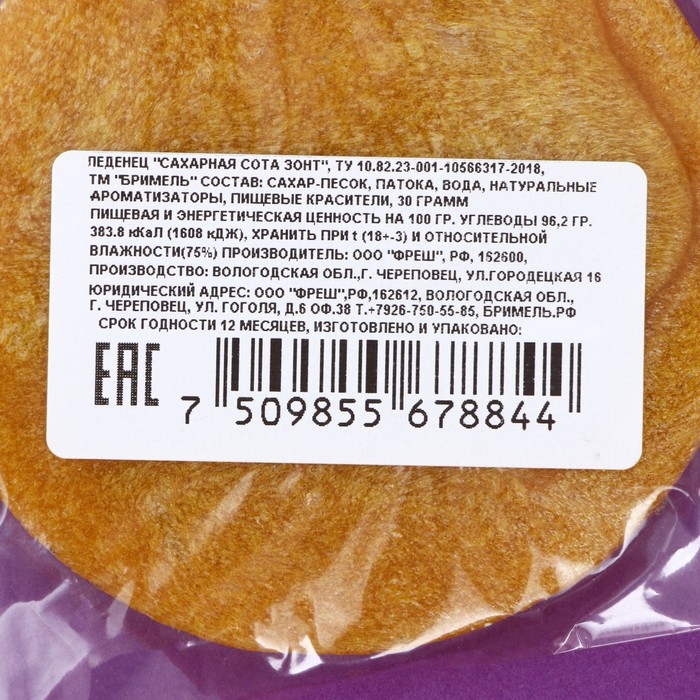 ЛЕДЕНЕЦ "САХАРНАЯ СОТА ЗОНТ", ТУ 10.82.23-001-10566317-2018,
ТМ "БРИМЕЛЬ" СОСТАВ: САХАР-ПЕСОК, ПАТОКА, ВОДА, НАТУРАЛЬНЫЕ
АРОМАТИЗАТОРЫ, ПИЩЕВЫЕ КРАСИТЕЛИ, 30 ГРАММ
ПИЩЕВАЯ И ЭНЕРГЕТИЧЕСКАЯ ЦЕННОСТЬ НА 100 ГР. УГЛЕВОДЫ 96,2 ГР.
383.8 кКаЛ (1608 кДЖ), ХРАНИТЬ ПРИ t (18+-3) И ОТНОСИТЕЛЬНОЙ
ВЛАЖНОСТИ(75%) ПРОИЗВОДИТЕЛЬ: ООО "ФРЕШ", РФ, 162600,
ПРОИЗВОДСТВО: ВОЛОГОДСКАЯ ОБЛ.,Г. ЧЕРЕПОВЕЦ, УЛ.ГОРОДЕЦКАЯ 16
ЮРИДИЧЕСКИЙ АДРЕС: ООО "ФРЕШ",РФ,162612, ВОЛОГОДСКАЯ ОБЛ.,
Г. ЧЕРЕПОВЕЦ, УЛ. ГОГОЛЯ, Д.6 ОФ.38 Т.+7926-750-55-85, БРИМЕЛЬ.РФ
СРОК ГОДНОСТИ 12 МЕСЯЦЕВ, ИЗГОТОВЛЕНО И УПАКОВАНО:
ЕАС
7 509855 678844